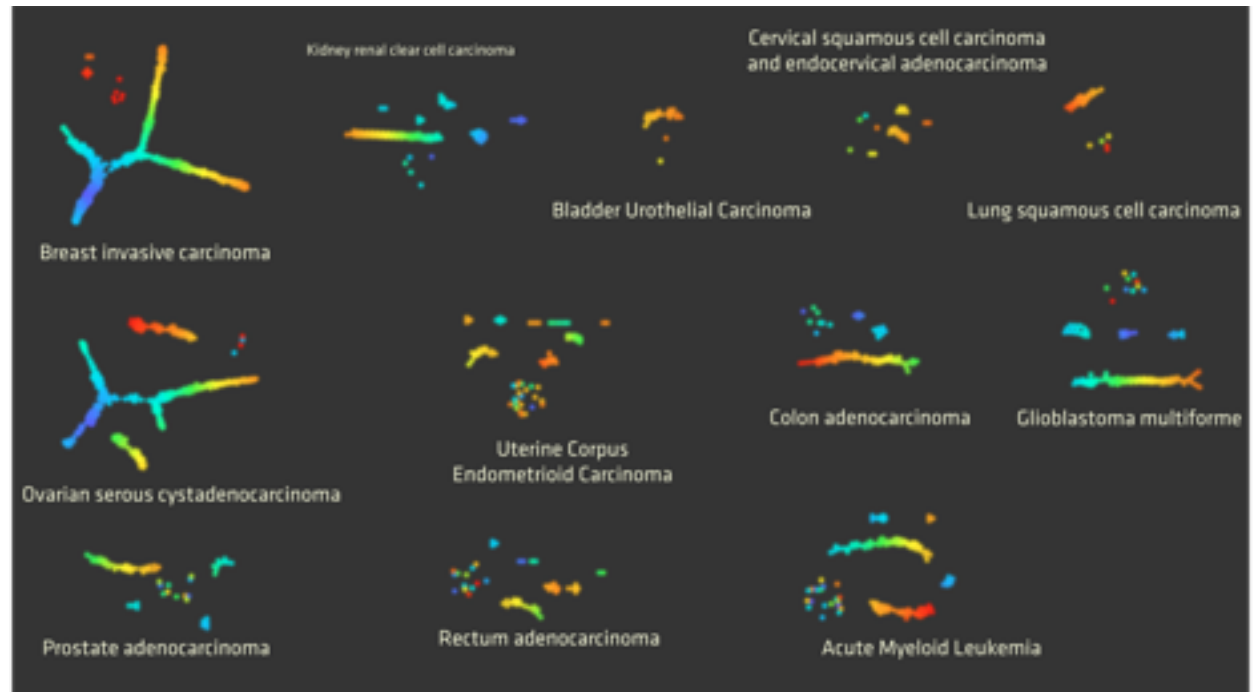 Kidney renal clear cell carcinoma
Cervical squamous cell carcinoma
and endocervical adenocarcinoma
Breast invasive carcinoma
Bladder Urothelial Carcinoma
Lung squamous cell carcinoma
Ovarian serous cystadenocarcinoma
Uterine Corpus
Endometrioid Carcinoma
Colon adenocarcinoma
Glioblastoma multiforme
Prostate adenocarcinoma
Rectum adenocarcinoma
Acute Myeloid Leukemia